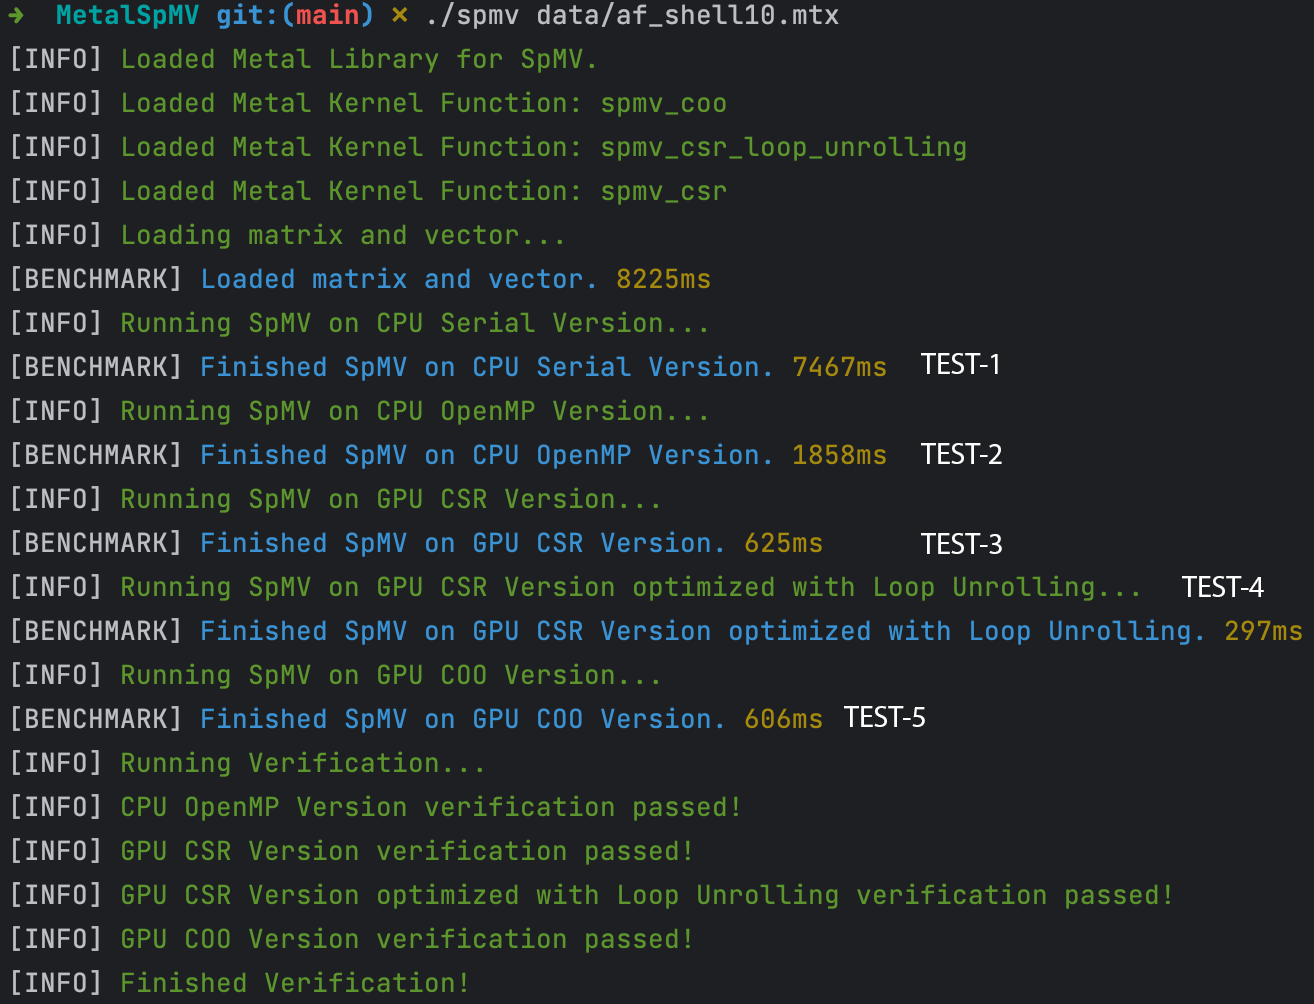 → MetalSpMV git:(main) × ./spmv data/af_shell10.mtx
[INFO] Loaded Metal Library for SpMV.
[INFO] Loaded Metal Kernel Function: spmv_coo
[INFO] Loaded Metal Kernel Function: spmv_csr_loop_unrolling
[INFO] Loaded Metal Kernel Function: spmv_csr
[INFO] Loading matrix and vector...
[BENCHMARK] Loaded matrix and vector. 8225ms
[INFO] Running SpMV on CPU Serial Version...
[BENCHMARK] Finished SpMV on CPU Serial Version. 7467ms TEST-1
[INFO] Running SpMV on CPU OpenMP Version...
[BENCHMARK] Finished SpMV on CPU OpenMP Version. 1858ms TEST-2
[INFO] Running SpMV on GPU CSR Version...
[BENCHMARK] Finished SpMV on GPU CSR Version. 625ms TEST-3
[INFO] Running SpMV on GPU CSR Version optimized with Loop Unrolling... TEST-4
[BENCHMARK] Finished SpMV on GPU CSR Version optimized with Loop Unrolling. 297ms
[INFO] Running SpMV on GPU COO Version...
[BENCHMARK] Finished SpMV on GPU COO Version. 606ms TEST-5
[INFO] Running Verification...
[INFO] CPU OpenMP Version verification passed!
[INFO] GPU CSR Version verification passed!
[INFO] GPU CSR Version optimized with Loop Unrolling verification passed!
[INFO] GPU COO Version verification passed!
[INFO] Finished Verification!